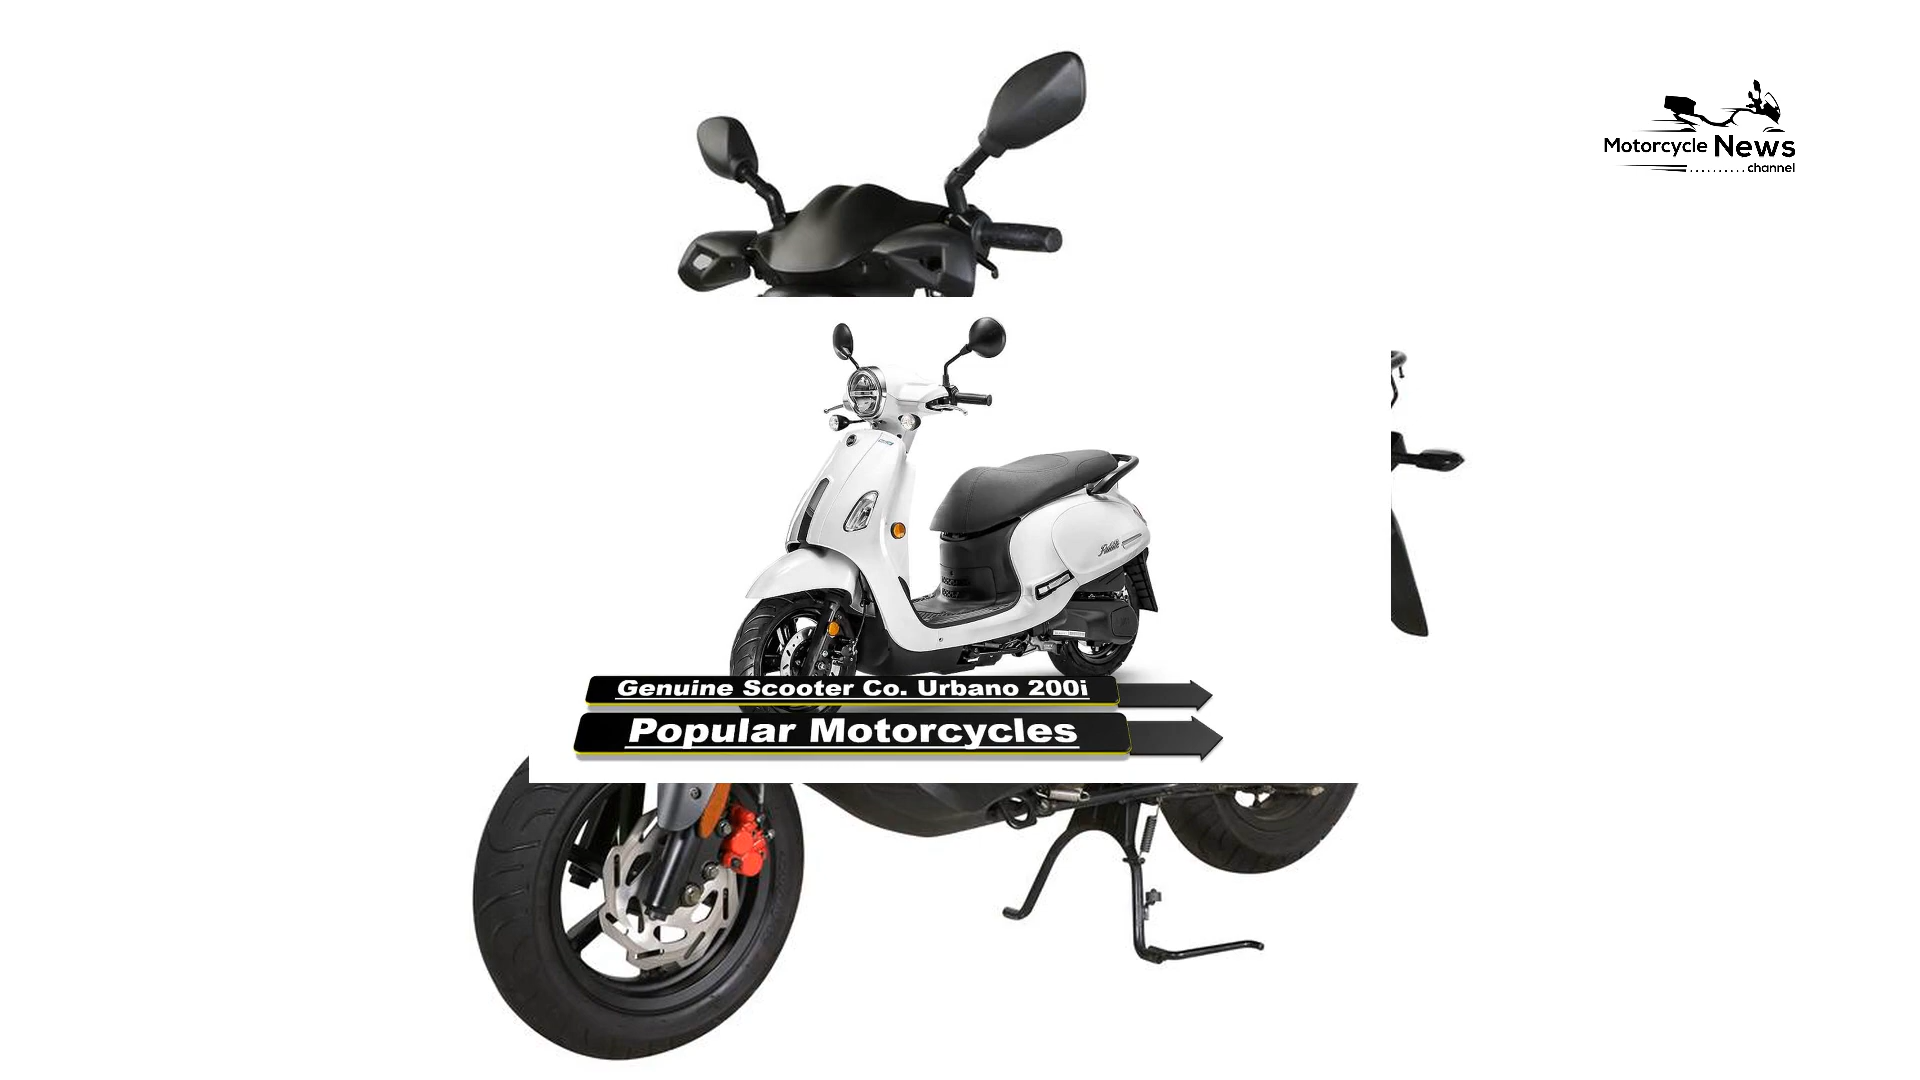 Motorcycle News
channel
Genuine Scooter Co. Urbano 200i
Popular Motorcycles